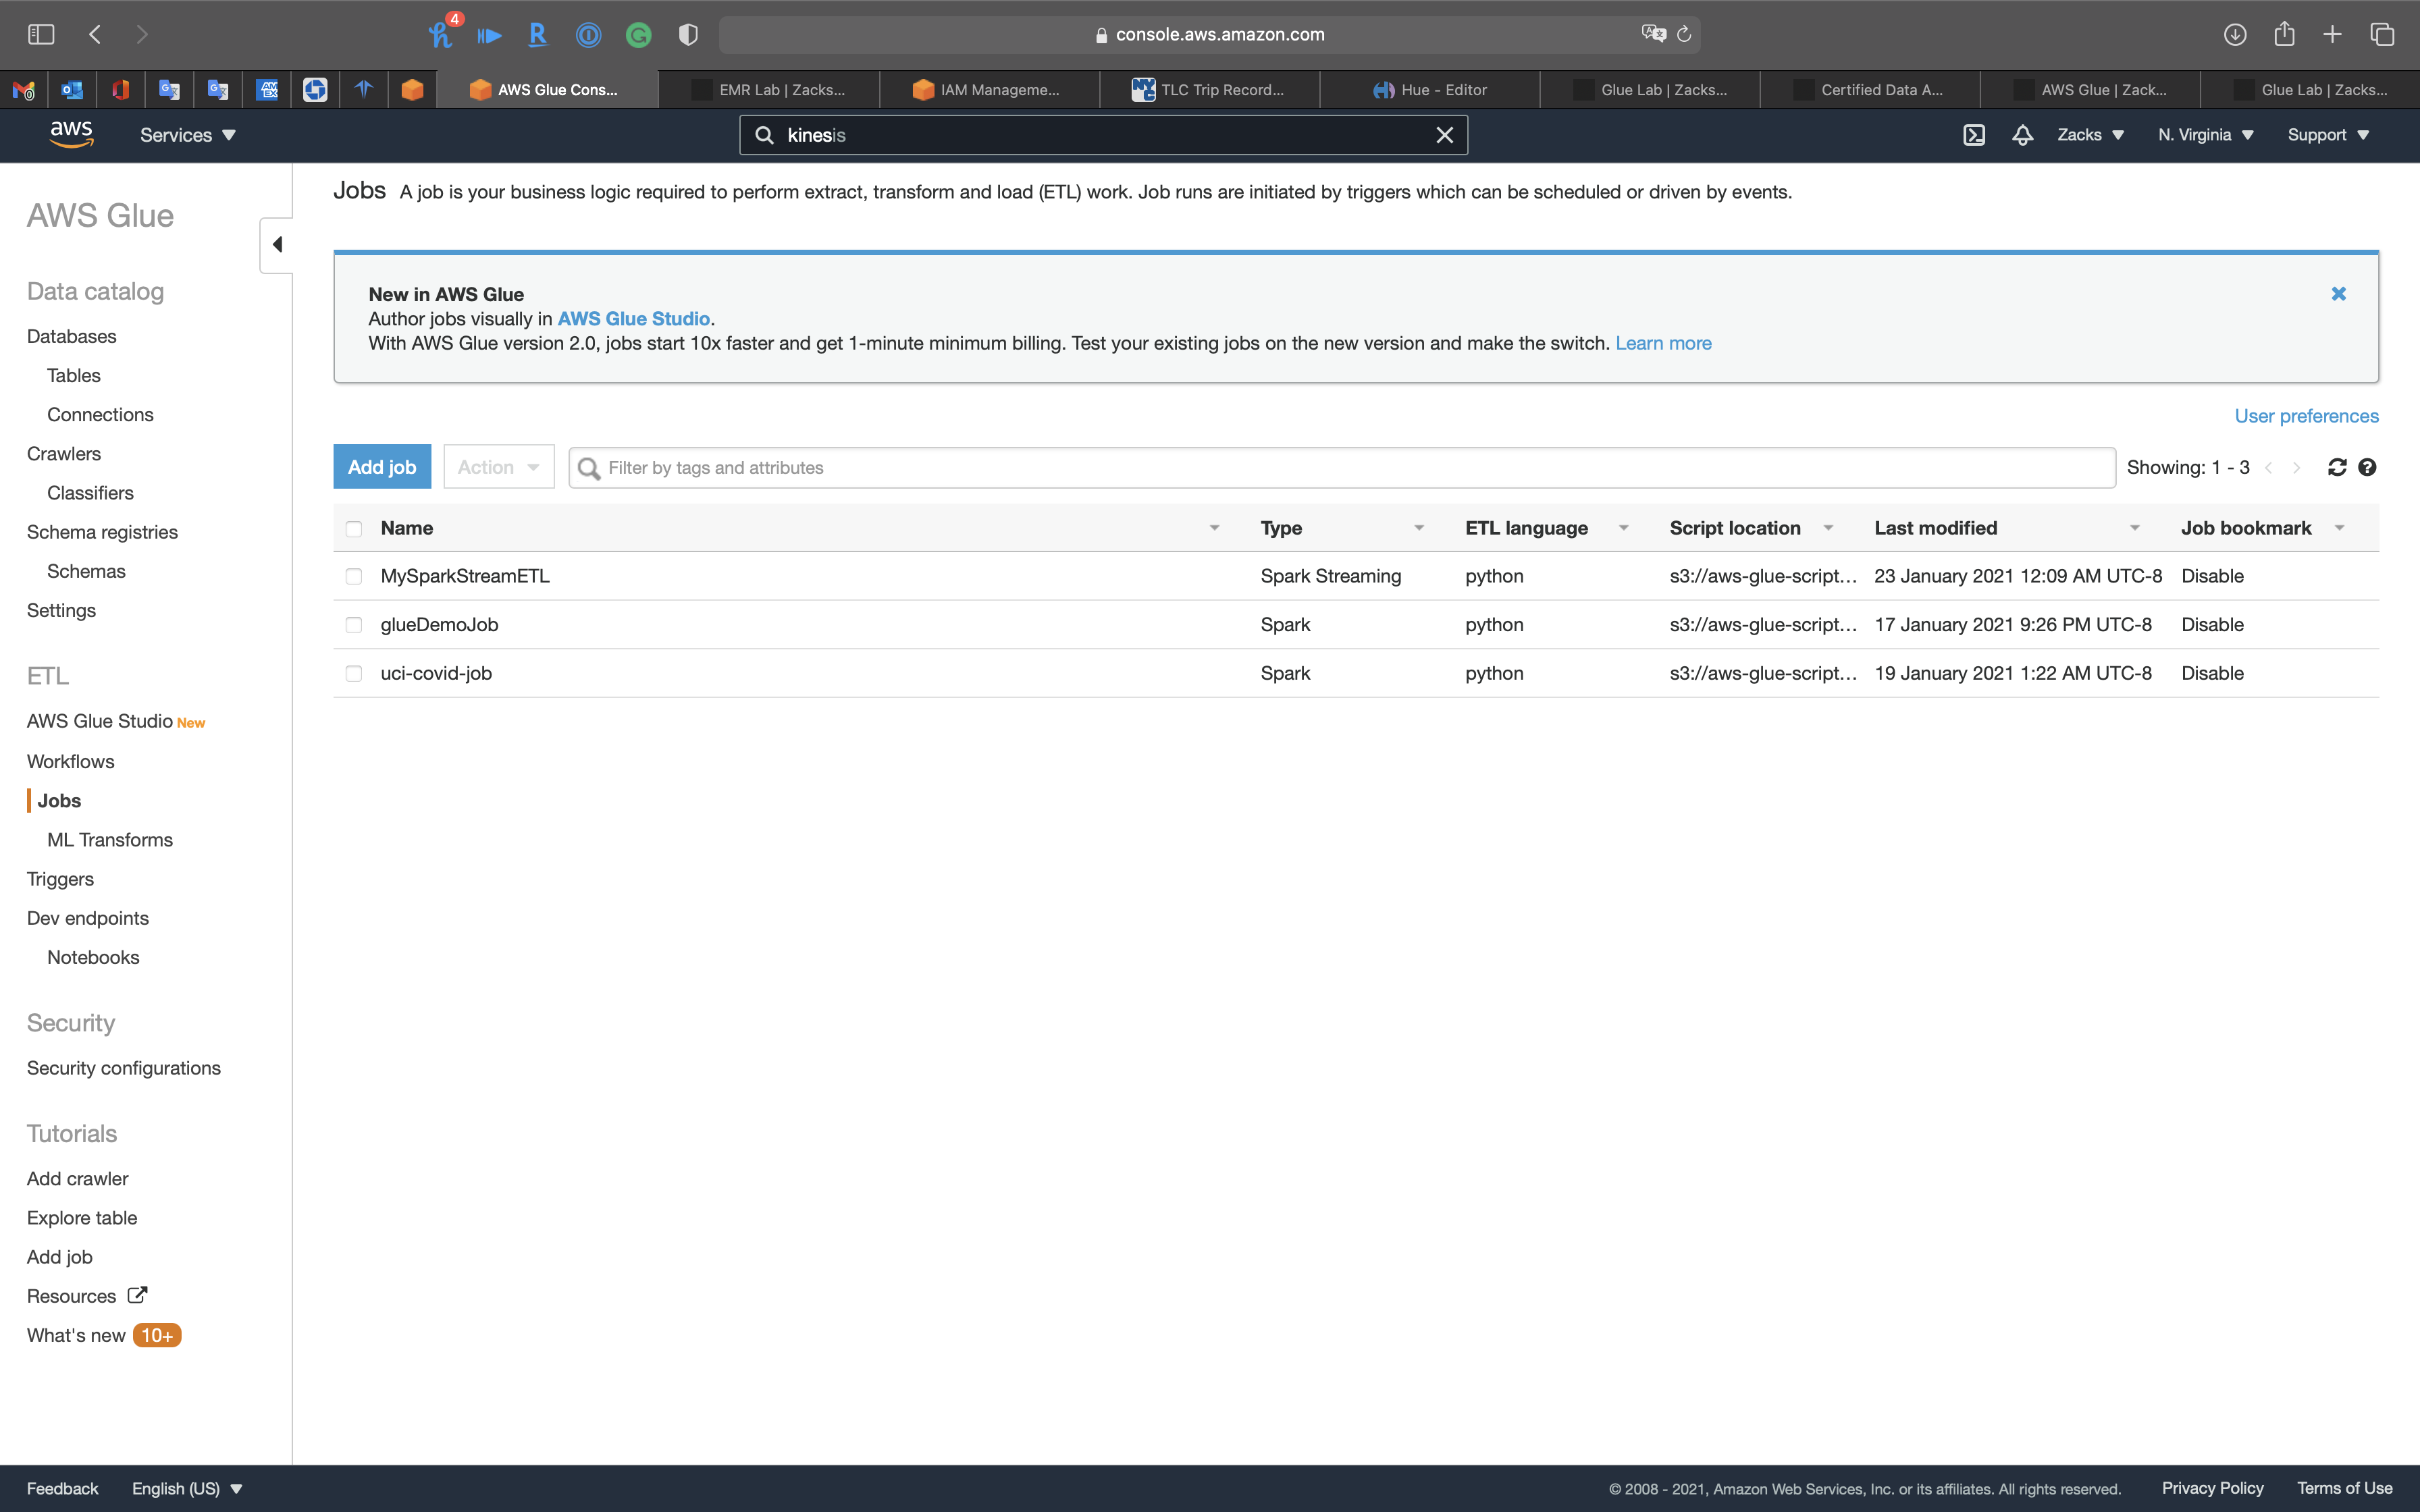 4
console.aws.amazon.com
AWS Glue Cons...
EMR Lab | Zacks...
IAM Manageme...
TLC Trip Record...
Hue - Editor
Glue Lab | Zacks...
Certified Data A...
AWS Glue | Zack...
Glue Lab | Zacks...
aws
Services
kinesis
Zacks
N. Virginia
Support
AWS Glue
Data catalog
Databases
Tables
Connections
Crawlers
Classifiers
Schema registries
Schemas
Settings
ETL
AWS Glue Studio New
Workflows
Jobs
ML Transforms
Triggers
Dev endpoints
Notebooks
Security
Security configurations
Tutorials
Add crawler
Explore table
Add job
Resources
What's new 10+
Jobs A job is your business logic required to perform extract, transform and load (ETL) work. Job runs are initiated by triggers which can be scheduled or driven by events.
New in AWS Glue
Author jobs visually in AWS Glue Studio.
With AWS Glue version 2.0, jobs start 10x faster and get 1-minute minimum billing. Test your existing jobs on the new version and make the switch. Learn more
User preferences
Add job Action Filter by tags and attributes Showing: 1 - 3
Name Type ETL language Script location Last modified Job bookmark
MySparkStreamETL Spark Streaming python s3://aws-glue-script... 23 January 2021 12:09 AM UTC-8 Disable
glueDemoJob Spark python s3://aws-glue-script... 17 January 2021 9:26 PM UTC-8 Disable
uci-covid-job Spark python s3://aws-glue-script... 19 January 2021 1:22 AM UTC-8 Disable
Feedback English (US) © 2008 - 2021, Amazon Web Services, Inc. or its affiliates. All rights reserved. Privacy Policy Terms of Use